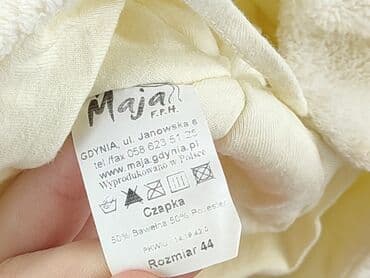 Maja
F.P.H.
GDYNIA, ul. Janowska 6
tel./fax 058 623 51 25
www.maja.gdynia.pl
Wyprodukowano w Polsce
Czapka
50% Bawełna 50% Poliester
PKWiU
Rozmiar 44